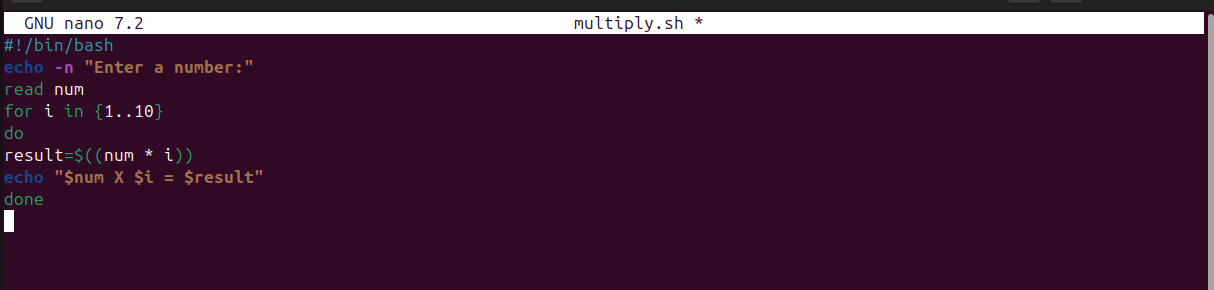 GNU nano 7.2 multiply.sh *
#!/bin/bash
echo -n "Enter a number:"
read num
for i in {1..10}
do
result=$((num * i))
echo "$num X $i = $result"
done